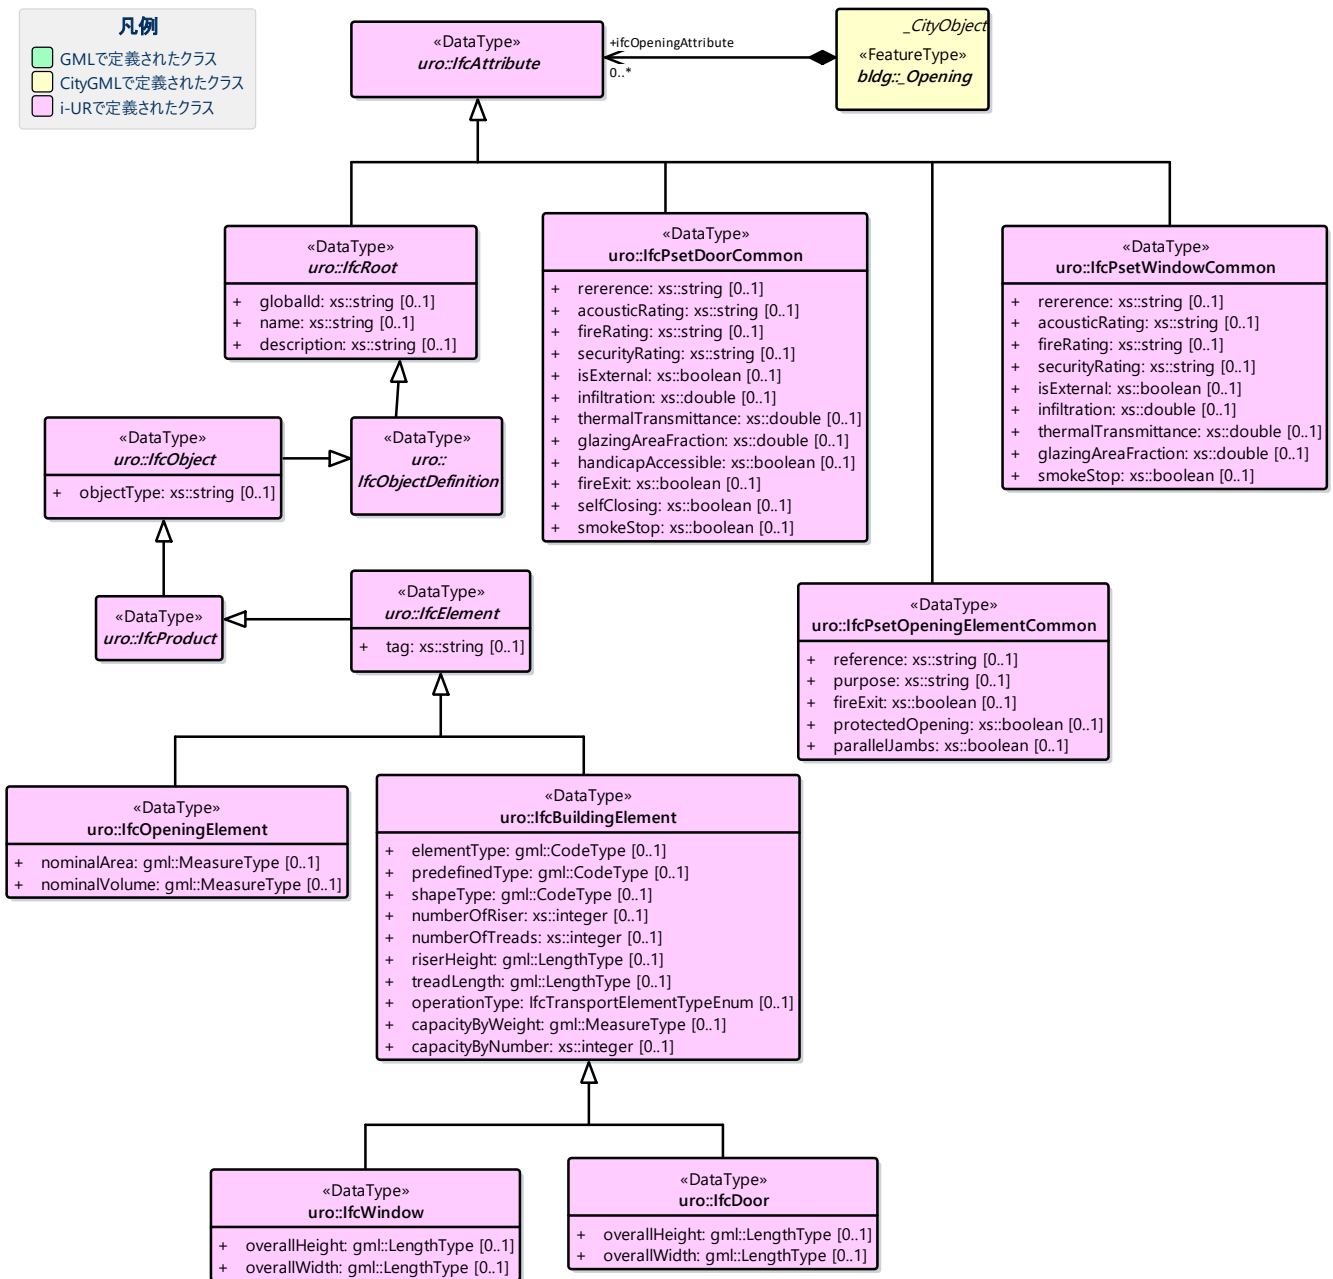 凡例
GMLで定義されたクラス
CityGMLで定義されたクラス
i-URで定義されたクラス
«DataType»
uro::IfcAttribute
+ifcOpeningAttribute
0..*
_CityObject
«FeatureType»
bldg::_Opening
«DataType»
uro::IfcRoot
+ globalId: xs::string [0..1]
+ name: xs::string [0..1]
+ description: xs::string [0..1]
«DataType»
uro::IfcPsetDoorCommon
+ rererence: xs::string [0..1]
+ acousticRating: xs::string [0..1]
+ fireRating: xs::string [0..1]
+ securityRating: xs::string [0..1]
+ isExternal: xs::boolean [0..1]
+ infiltration: xs::double [0..1]
+ thermalTransmittance: xs::double [0..1]
+ glazingAreaFraction: xs::double [0..1]
+ handicapAccessible: xs::boolean [0..1]
+ fireExit: xs::boolean [0..1]
+ selfClosing: xs::boolean [0..1]
+ smokeStop: xs::boolean [0..1]
«DataType»
uro::IfcPsetWindowCommon
+ rererence: xs::string [0..1]
+ acousticRating: xs::string [0..1]
+ fireRating: xs::string [0..1]
+ securityRating: xs::string [0..1]
+ isExternal: xs::boolean [0..1]
+ infiltration: xs::double [0..1]
+ thermalTransmittance: xs::double [0..1]
+ glazingAreaFraction: xs::double [0..1]
+ smokeStop: xs::boolean [0..1]
«DataType»
uro::IfcObject
+ objectType: xs::string [0..1]
«DataType»
uro::
IfcObjectDefinition
«DataType»
uro::IfcProduct
«DataType»
uro::IfcElement
+ tag: xs::string [0..1]
«DataType»
uro::IfcPsetOpeningElementCommon
+ reference: xs::string [0..1]
+ purpose: xs::string [0..1]
+ fireExit: xs::boolean [0..1]
+ protectedOpening: xs::boolean [0..1]
+ parallelJambs: xs::boolean [0..1]
«DataType»
uro::IfcOpeningElement
+ nominalArea: gml::MeasureType [0..1]
+ nominalVolume: gml::MeasureType [0..1]
«DataType»
uro::IfcBuildingElement
+ elementType: gml::CodeType [0..1]
+ predefinedType: gml::CodeType [0..1]
+ shapeType: gml::CodeType [0..1]
+ numberOfRiser: xs::integer [0..1]
+ numberOfTreads: xs::integer [0..1]
+ riserHeight: gml::LengthType [0..1]
+ treadLength: gml::LengthType [0..1]
+ operationType: IfcTransportElementTypeEnum [0..1]
+ capacityByWeight: gml::MeasureType [0..1]
+ capacityByNumber: xs::integer [0..1]
«DataType»
uro::IfcWindow
+ overallHeight: gml::LengthType [0..1]
+ overallWidth: gml::LengthType [0..1]
«DataType»
uro::IfcDoor
+ overallHeight: gml::LengthType [0..1]
+ overallWidth: gml::LengthType [0..1]